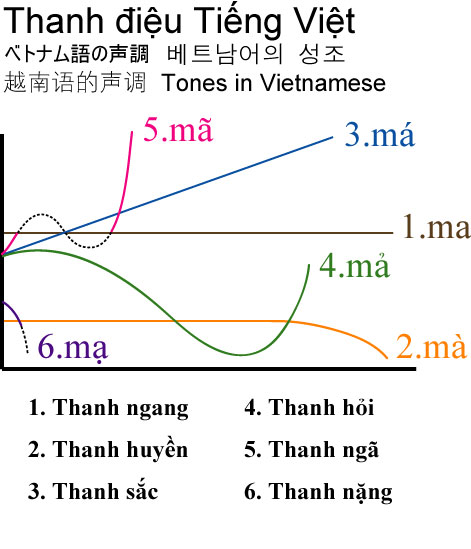 Thanh điệu Tiếng Việt
ベトナム語の声調 베트남어의 성조
越南语的声调 Tones in Vietnamese
5.mã
3.má
1.ma
4.mả
6.mạ
2.mà
1. Thanh ngang
4. Thanh hỏi
2. Thanh huyền
5. Thanh ngã
3. Thanh sắc
6. Thanh nặng